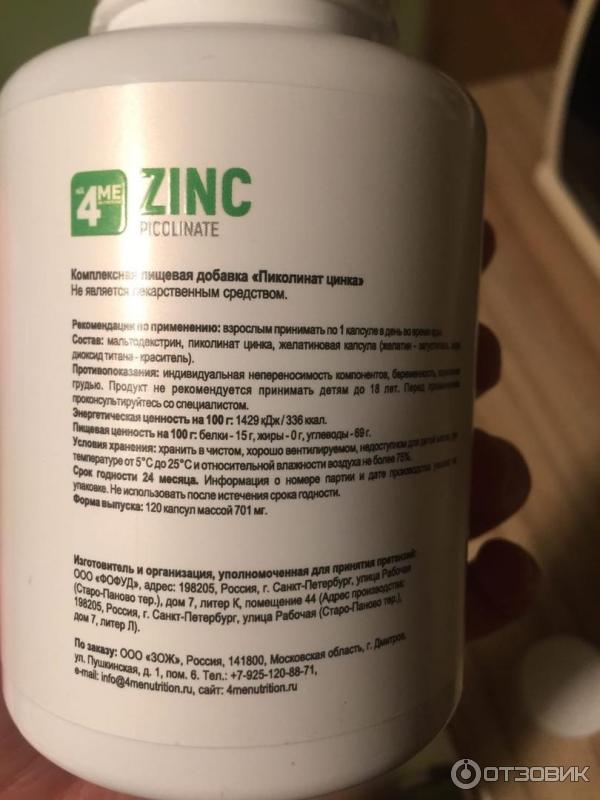 4ME
ZINC
PICOLINATE
Комплексная пищевая добавка «Пиколинат цинка»
Не является лекарственным средством.
Рекомендации по применению: взрослым принимать по 1 капсуле в день во время еды.
Состав: мальтодекстрин, пиколинат цинка, желатиновая капсула (желатин - загуститель,
диоксид титана - краситель).
Противопоказания: индивидуальная непереносимость компонентов, беременность, кормление
грудью. Продукт не рекомендуется принимать детям до 18 лет. Перед применением
проконсультируйтесь со специалистом.
Энергетическая ценность на 100 г: 1429 кДж / 336 ккал.
Пищевая ценность на 100 г: белки - 15 г, жиры - 0 г, углеводы - 69 г.
Условия хранения: хранить в чистом, хорошо вентилируемом, недоступном для детей месте, при
температуре от 5°С до 25°С и относительной влажности воздуха не более 75%.
Срок годности 24 месяца. Информация о номере партии и дате производства указана на
упаковке. Не использовать после истечения срока годности.
Форма выпуска: 120 капсул массой 701 мг.
Изготовитель и организация, уполномоченная для принятия претензий:
ООО «ФОФУД», адрес: 198205, Россия, г. Санкт-Петербург, улица Рабочая
(Старо-Паново тер.), дом 7, литер К, помещение 44 (Адрес производства:
198205, Россия, г. Санкт-Петербург, улица Рабочая (Старо-Паново тер.),
дом 7, литер Л).
По заказу: ООО «ЗОЖ», Россия, 141800, Московская область, г. Дмитров,
ул. Пушкинская, д. 1, пом. 6. Тел.: +7-925-120-88-71,
e-mail: info@4menutrition.ru, сайт: 4menutrition.ru
ОТЗОВИК